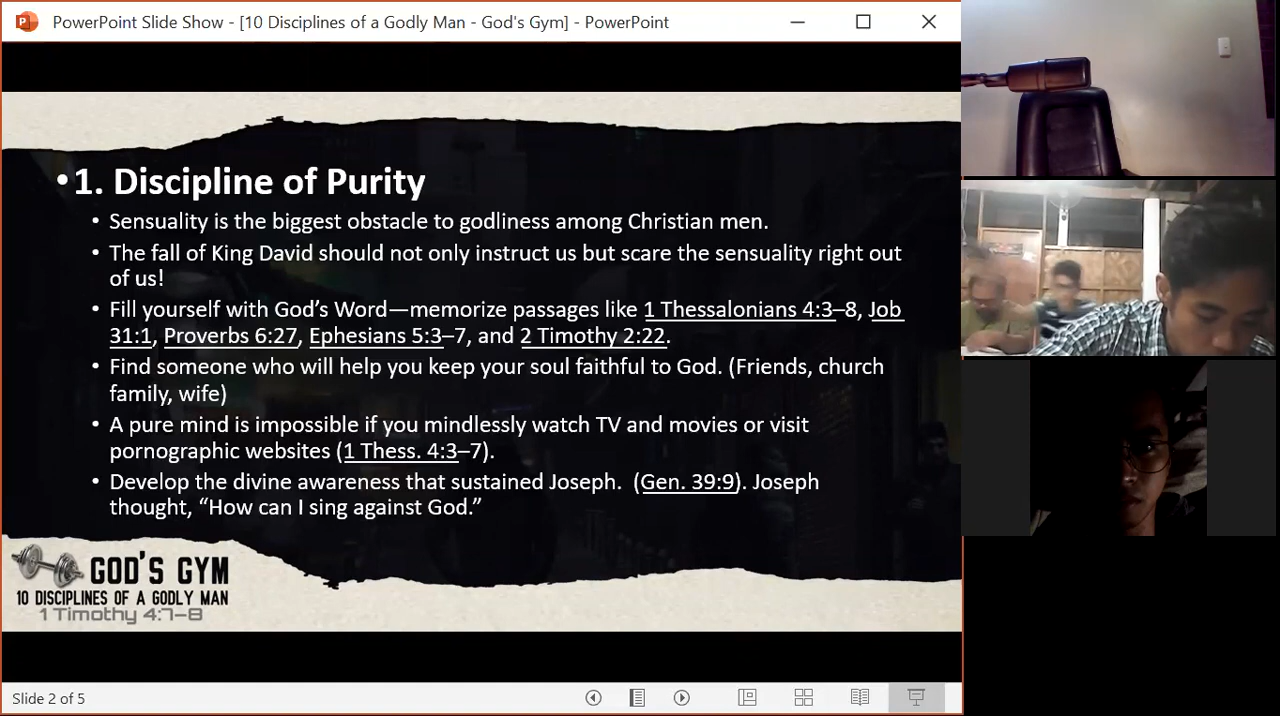 PowerPoint Slide Show - [10 Disciplines of a Godly Man - God's Gym] - PowerPoint
• 1. Discipline of Purity
• Sensuality is the biggest obstacle to godliness among Christian men.
• The fall of King David should not only instruct us but scare the sensuality right out
of us!
• Fill yourself with God’s Word—memorize passages like 1 Thessalonians 4:3–8, Job
31:1, Proverbs 6:27, Ephesians 5:3–7, and 2 Timothy 2:22.
• Find someone who will help you keep your soul faithful to God. (Friends, church
family, wife)
• A pure mind is impossible if you mindlessly watch TV and movies or visit
pornographic websites (1 Thess. 4:3–7).
• Develop the divine awareness that sustained Joseph.  (Gen. 39:9). Joseph
thought, “How can I sing against God.”
GOD'S GYM
10 DISCIPLINES OF A GODLY MAN
1 Timothy 4:7-8
Slide 2 of 5